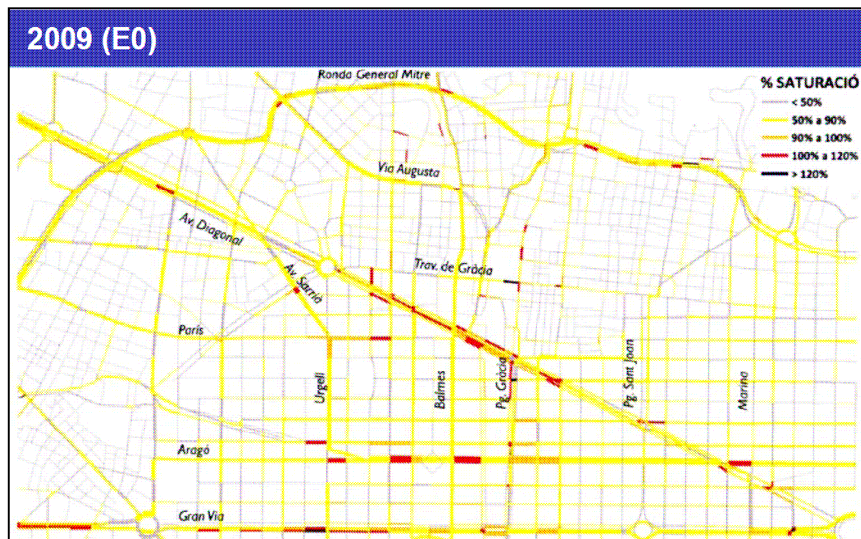 2009 (E0)
Ronda General Mitre
% SATURACIÓ
< 50%
50% a 90%
90% a 100%
100% a 120%
> 120%
Via Augusta
Av. Diagonal
Trav. de Gràcia
Av. Sarrià
París
Urgell
Balmes
Pg. Gràcia
Pg. Sant Joan
Marina
Aragó
Gran Via